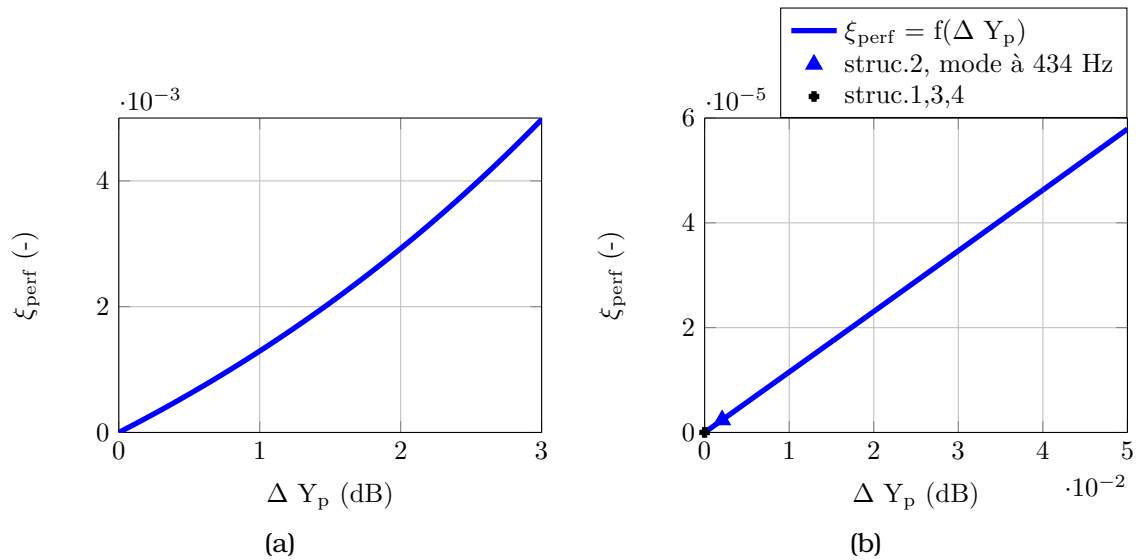 ·10⁻³
4
2
0
0 1 2 3
ξperf (-)
Δ Yp (dB)
(a)
ξperf = f(Δ Yp)
struc.2, mode à 434 Hz
struc.1,3,4
·10⁻⁵
6
4
2
0
0 1 2 3 4 5
·10⁻²
ξperf (-)
Δ Yp (dB)
(b)